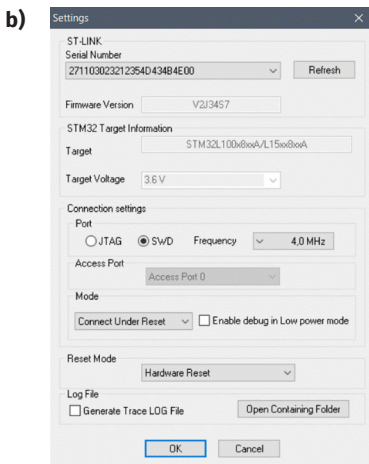 b)
Settings
ST-LINK
Serial Number
271103023212354D434B4E00
Refresh
Firmware Version
V2J34S7
STM32 Target Information
Target
STM32L100x8xxA/L15xx8xxA
Target Voltage
3.6 V
Connection settings
Port
JTAG SWD Frequency 4,0 MHz
Access Port
Access Port 0
Mode
Connect Under Reset Enable debug in Low power mode
Reset Mode
Hardware Reset
Log File
Generate Trace LOG File Open Containing Folder
OK Cancel